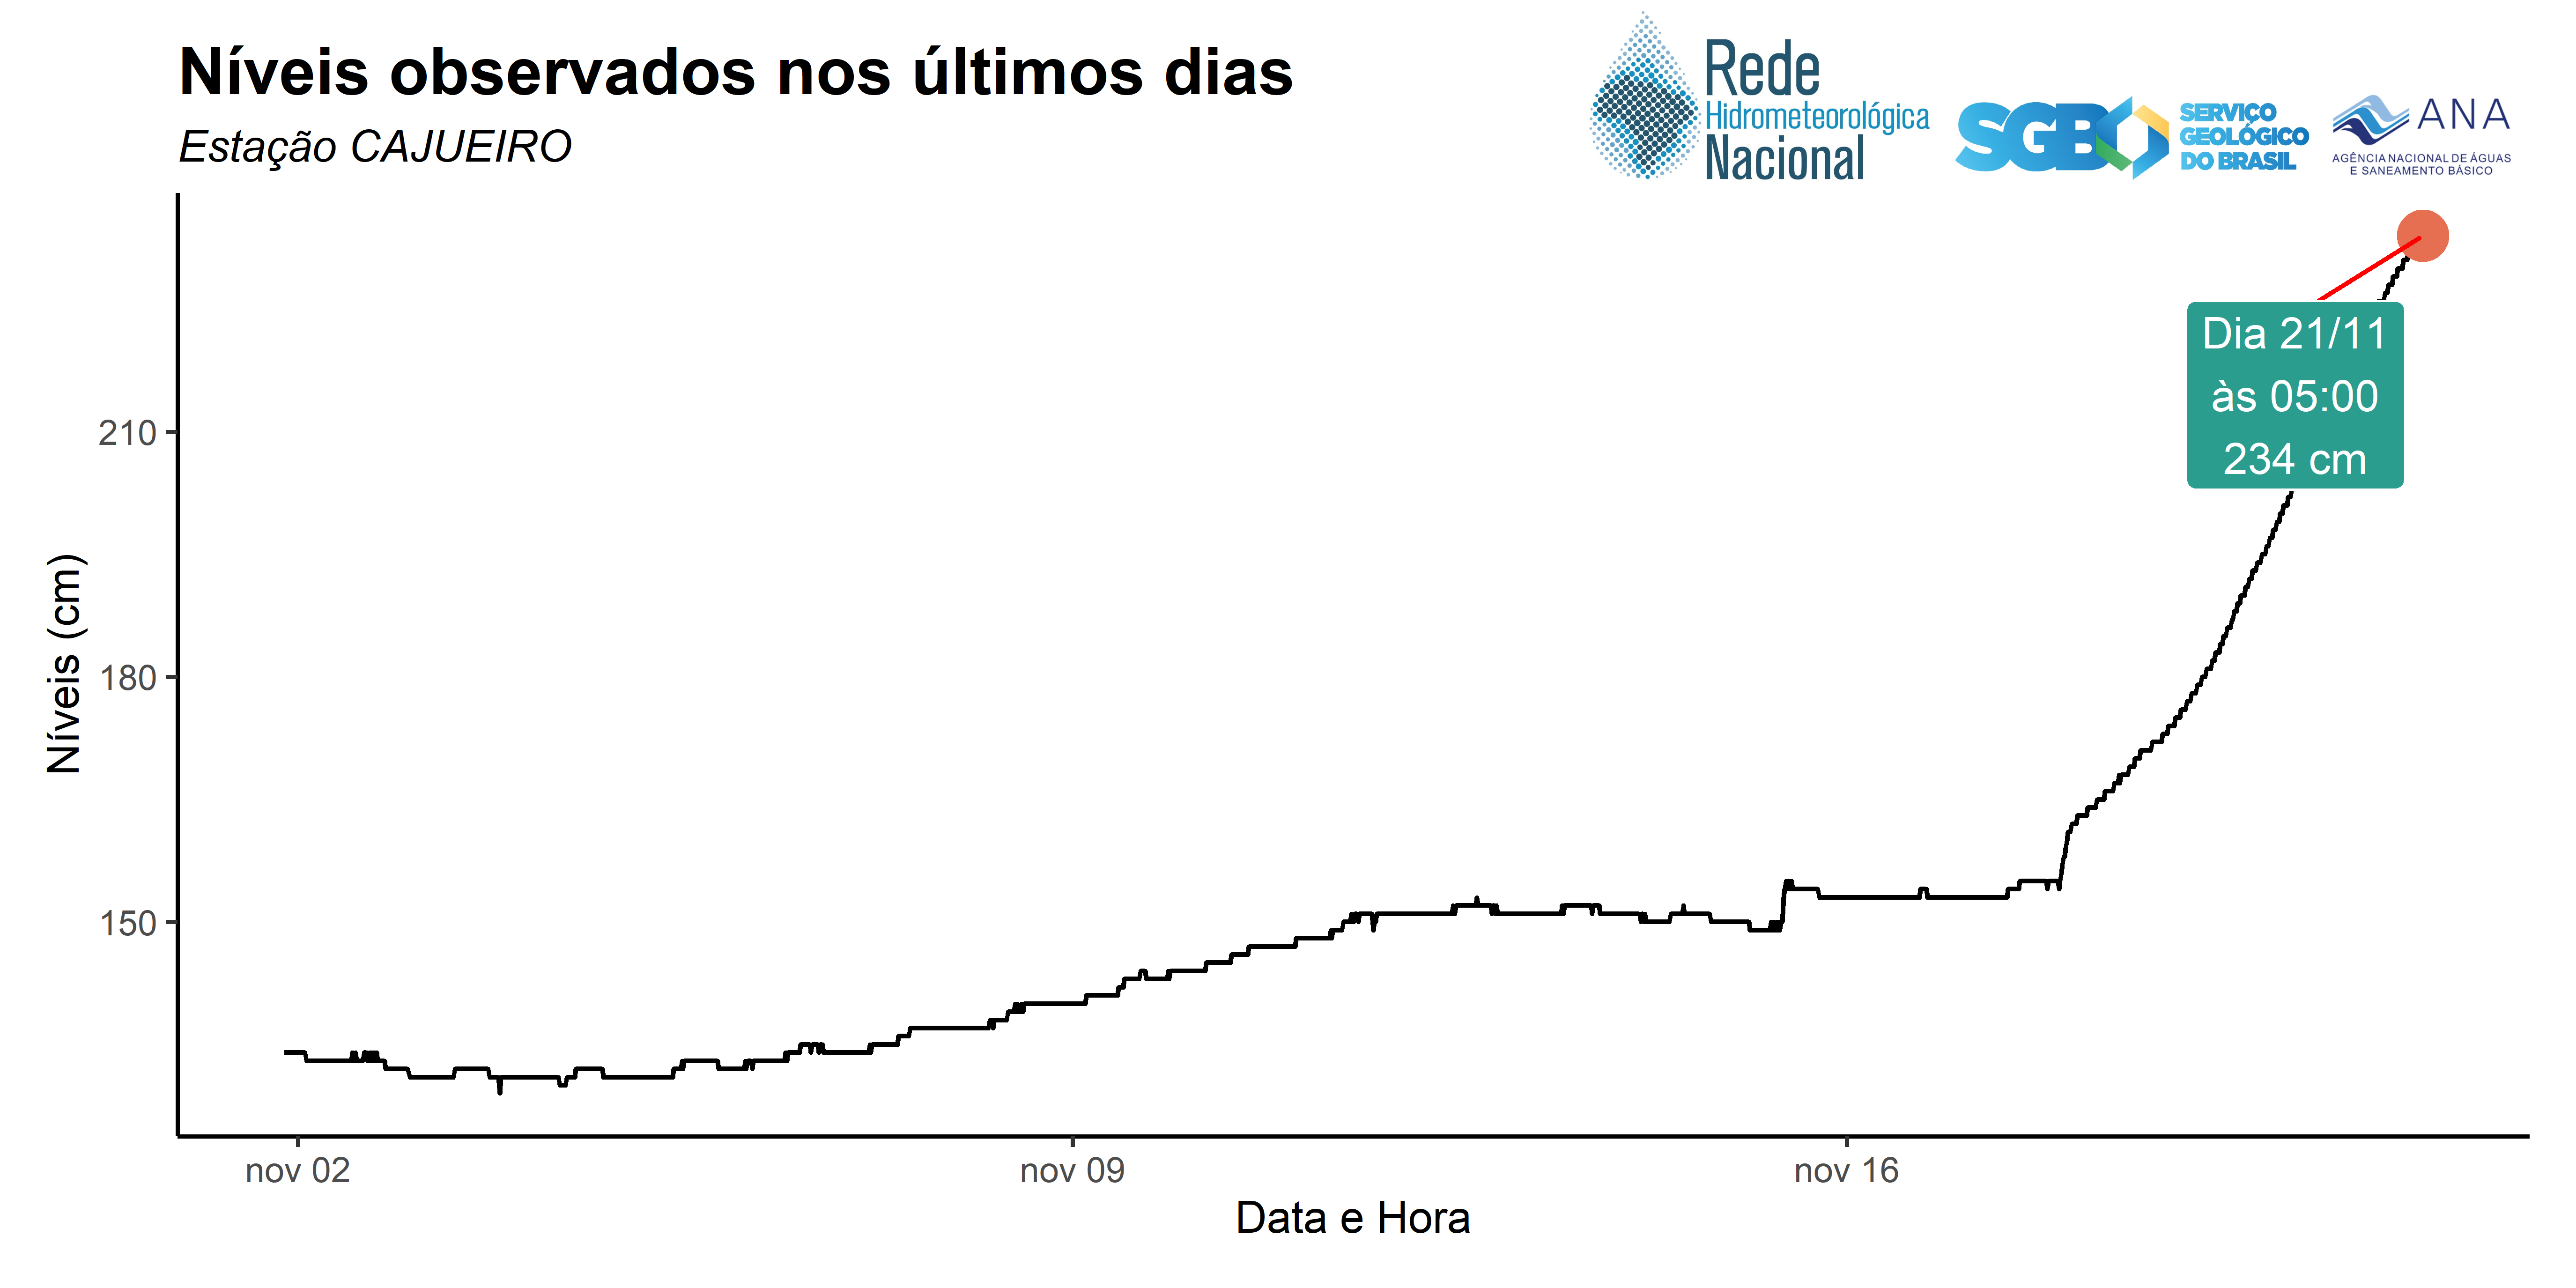 Níveis observados nos últimos dias
Estação CAJUEIRO
Rede
Hidrometeorológica
Nacional
SGB
SERVIÇO
GEOLÓGICO
DO BRASIL
ANA
AGÊNCIA NACIONAL DE ÁGUAS
E SANEAMENTO BÁSICO
Dia 21/11
às 05:00
234 cm
Níveis (cm)
210
180
150
nov 02
nov 09
nov 16
Data e Hora